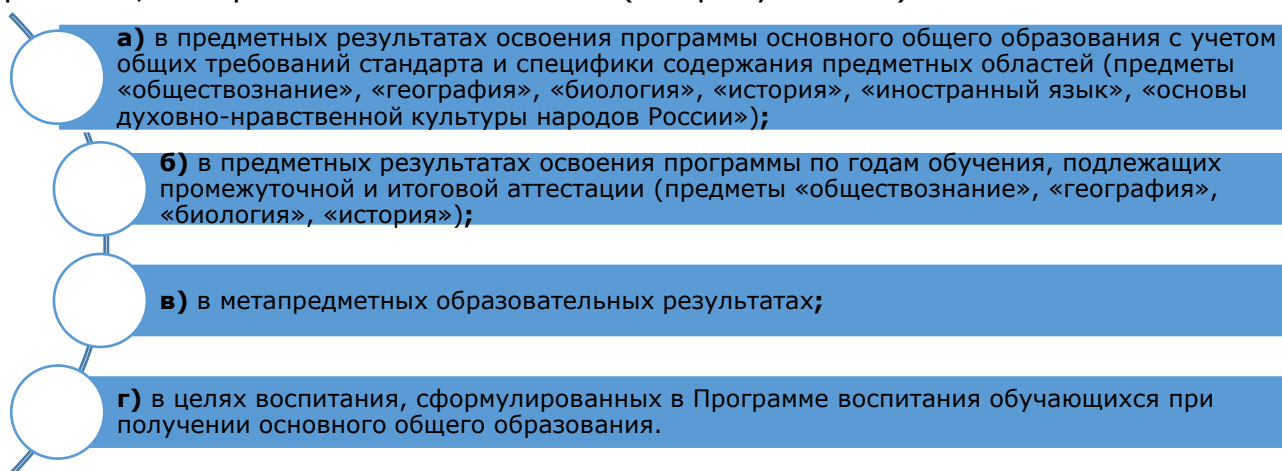 а) в предметных результатах освоения программы основного общего образования с учетом
общих требований стандарта и специфики содержания предметных областей (предметы
«обществознание», «география», «биология», «история», «иностранный язык», «основы
духовно-нравственной культуры народов России»);
б) в предметных результатах освоения программы по годам обучения, подлежащих
промежуточной и итоговой аттестации (предметы «обществознание», «география»,
«биология», «история»);
в) в метапредметных образовательных результатах;
г) в целях воспитания, сформулированных в Программе воспитания обучающихся при
получении основного общего образования.